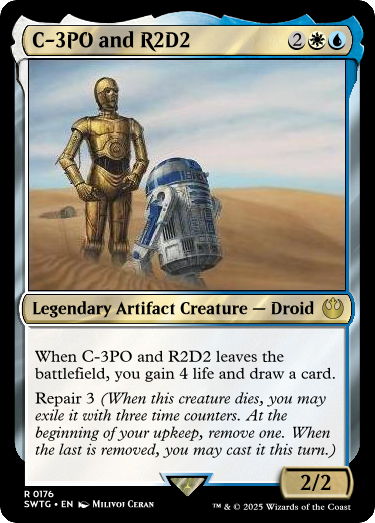 C-3PO and R2D2 2
Legendary Artifact Creature — Droid
When C-3PO and R2D2 leaves the
battlefield, you gain 4 life and draw a card.
Repair 3 (When this creature dies, you may
exile it with three time counters. At the
beginning of your upkeep, remove one. When
the last is removed, you may cast it this turn.)
2/2
R 0176
SWTG • EN Milivoj Ceran
™ & © 2025 Wizards of the Coast